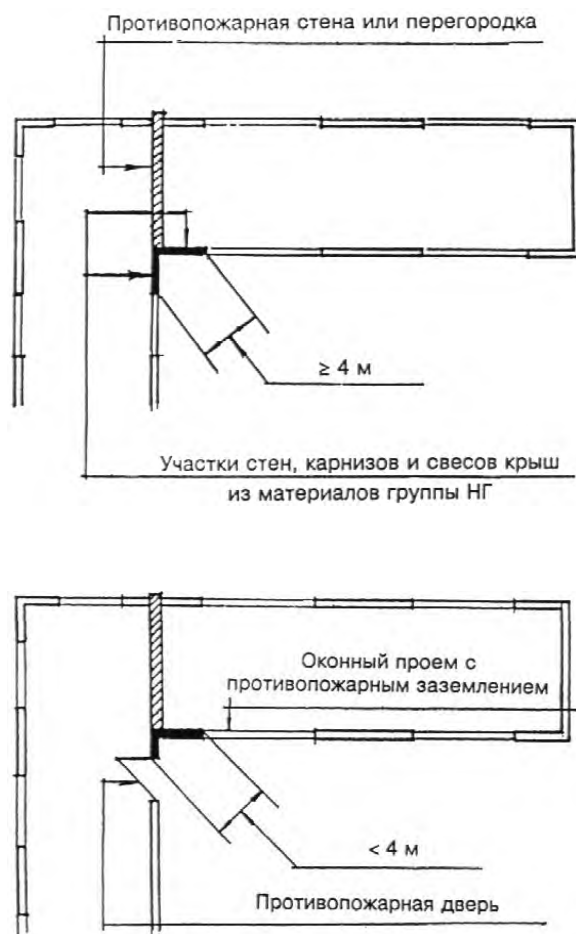 Противопожарная стена или перегородка
≥ 4 м
Участки стен, карнизов и свесов крыш
из материалов группы НГ
Оконный проем с
противопожарным заземлением
< 4 м
Противопожарная дверь